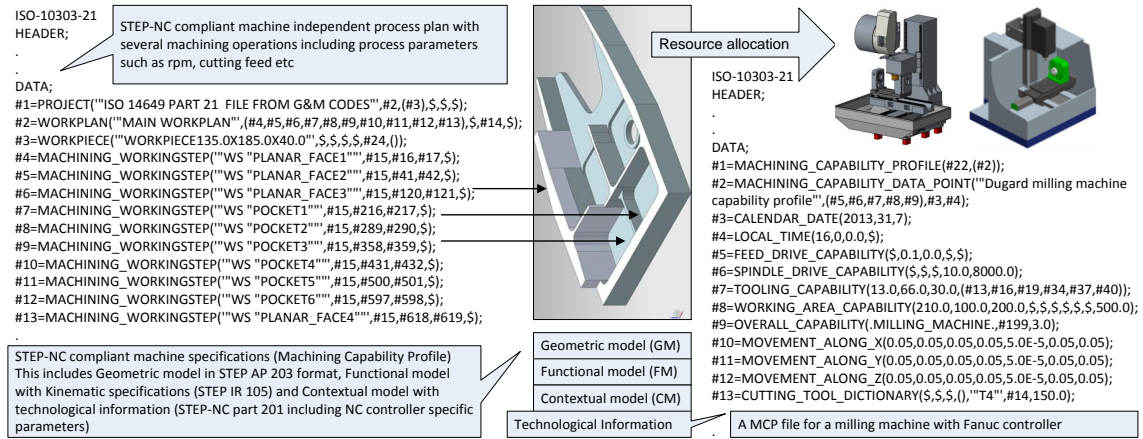 ISO-10303-21
HEADER;
.
.
DATA;
#1=PROJECT('"ISO 14649 PART 21  FILE FROM G&M CODES"',#2,(#3),$,$,$);
#2=WORKPLAN('"MAIN WORKPLAN"',(#4,#5,#6,#7,#8,#9,#10,#11,#12,#13),$,#14,$);
#3=WORKPIECE('"WORKPIECE135.0X185.0X40.0"',$,$,$,$,#24,());
#4=MACHINING_WORKINGSTEP('"WS "PLANAR_FACE1""',#15,#16,#17,$);
#5=MACHINING_WORKINGSTEP('"WS "PLANAR_FACE2""',#15,#41,#42,$);
#6=MACHINING_WORKINGSTEP('"WS "PLANAR_FACE3""',#15,#120,#121,$);
#7=MACHINING_WORKINGSTEP('"WS "POCKET1""',#15,#216,#217,$);
#8=MACHINING_WORKINGSTEP('"WS "POCKET2""',#15,#289,#290,$);
#9=MACHINING_WORKINGSTEP('"WS "POCKET3""',#15,#358,#359,$);
#10=MACHINING_WORKINGSTEP('"WS "POCKET4""',#15,#431,#432,$);
#11=MACHINING_WORKINGSTEP('"WS "POCKET5""',#15,#500,#501,$);
#12=MACHINING_WORKINGSTEP('"WS "POCKET6""',#15,#597,#598,$);
#13=MACHINING_WORKINGSTEP('"WS "PLANAR_FACE4""',#15,#618,#619,$);
.
STEP-NC compliant machine independent process plan with
several machining operations including process parameters
such as rpm, cutting feed etc
STEP-NC compliant machine specifications (Machining Capability Profile)
This includes Geometric model in STEP AP 203 format, Functional model
with Kinematic specifications (STEP IR 105) and Contextual model with
technological information (STEP-NC part 201 including NC controller specific
parameters)
Geometric model (GM)
Functional model (FM)
Contextual model (CM)
Technological Information
Resource allocation
ISO-10303-21
HEADER;
.
.
DATA;
#1=MACHINING_CAPABILITY_PROFILE(#22,(#2));
#2=MACHINING_CAPABILITY_DATA_POINT('"Dugard milling machine
capability profile"',(#5,#6,#7,#8,#9),#3,#4);
#3=CALENDAR_DATE(2013,31,7);
#4=LOCAL_TIME(16,0,0.0,$);
#5=FEED_DRIVE_CAPABILITY($,0.1,0.0,$,$);
#6=SPINDLE_DRIVE_CAPABILITY($,$,$,10.0,8000.0);
#7=TOOLING_CAPABILITY(13.0,66.0,30.0,(#13,#16,#19,#34,#37,#40));
#8=WORKING_AREA_CAPABILITY(210.0,100.0,200.0,$,$,$,$,$,$,500.0);
#9=OVERALL_CAPABILITY(.MILLING_MACHINE.,#199,3.0);
#10=MOVEMENT_ALONG_X(0.05,0.05,0.05,0.05,5.0E-5,0.05,0.05);
#11=MOVEMENT_ALONG_Y(0.05,0.05,0.05,0.05,5.0E-5,0.05,0.05);
#12=MOVEMENT_ALONG_Z(0.05,0.05,0.05,0.05,5.0E-5,0.05,0.05);
#13=CUTTING_TOOL_DICTIONARY($,$,$,(),'"T4"',#14,150.0);
.
A MCP file for a milling machine with Fanuc controller